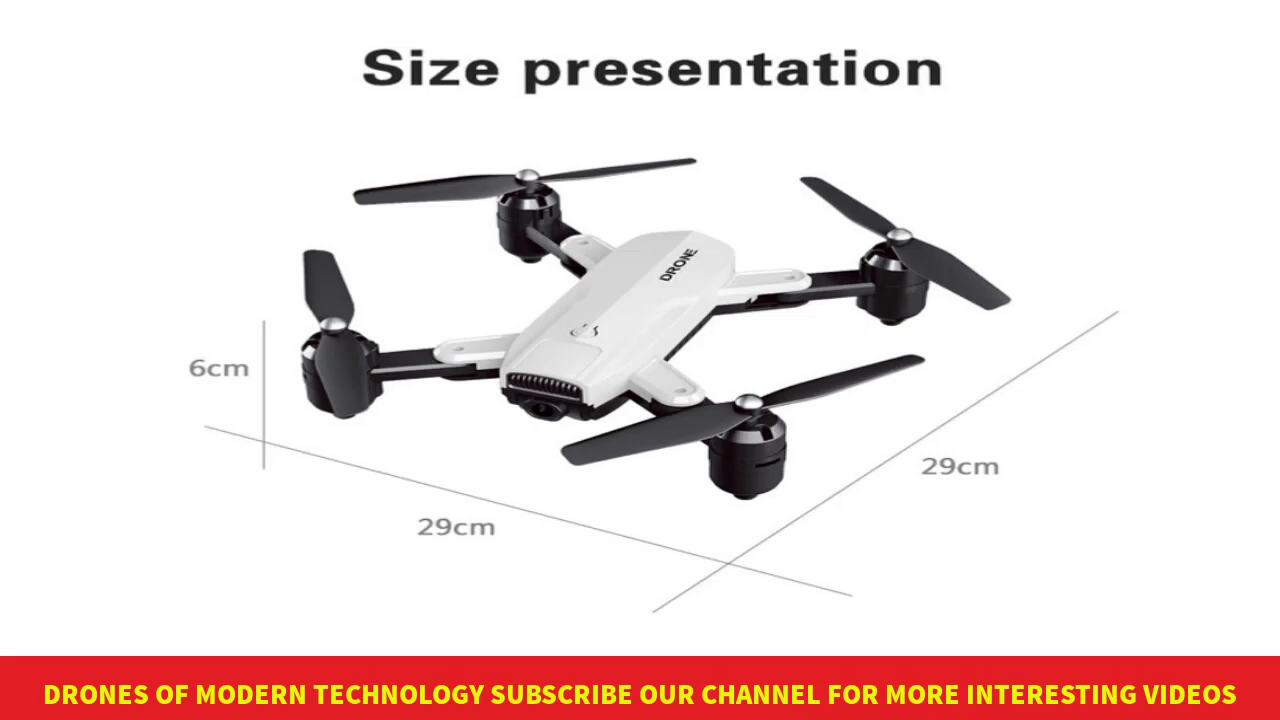 Size presentation
DRONE
6cm
29cm
29cm
DRONES OF MODERN TECHNOLOGY SUBSCRIBE OUR CHANNEL FOR MORE INTERESTING VIDEOS